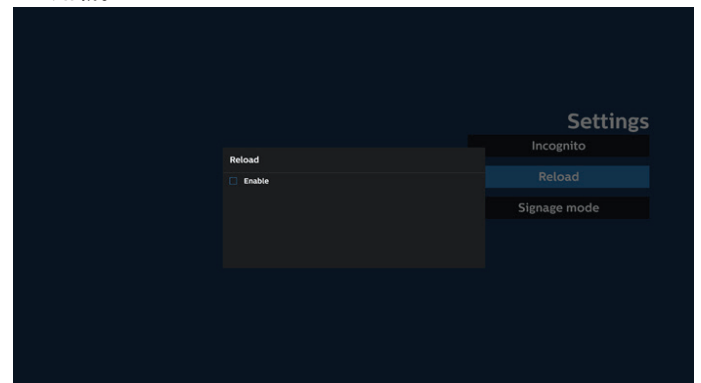 Settings
Incognito
Reload
Enable
Reload
Signage mode